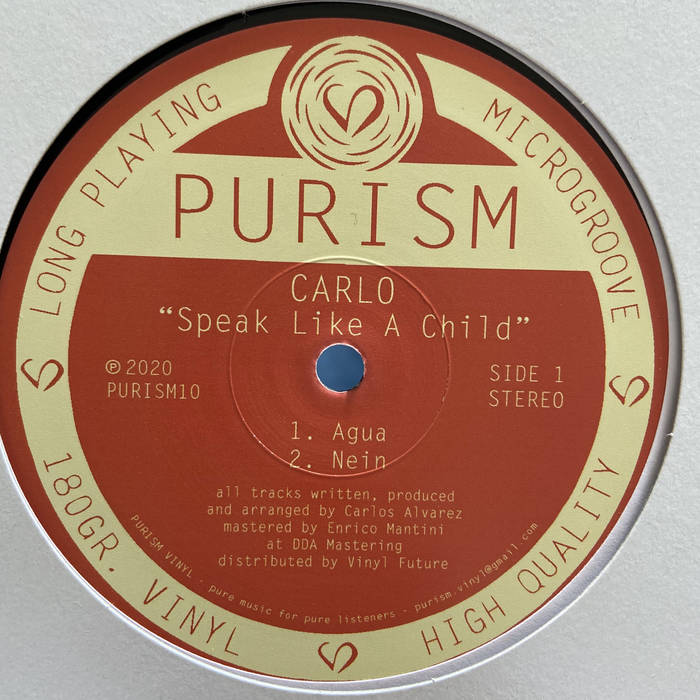 LONG PLAYING
MICROGROOVE
PURISM
CARLO
“Speak Like A Child”
℗2020
PURISM10
SIDE 1
STEREO
1. Agua
2. Nein
all tracks written, produced
and arranged by Carlos Alvarez
mastered by Enrico Mantini
at DDA Mastering
distributed by Vinyl Future
PURISM VINYL - pure music for pure listeners - purism.vinyl@gmail.com
180GR. VINYL
HIGH QUALITY